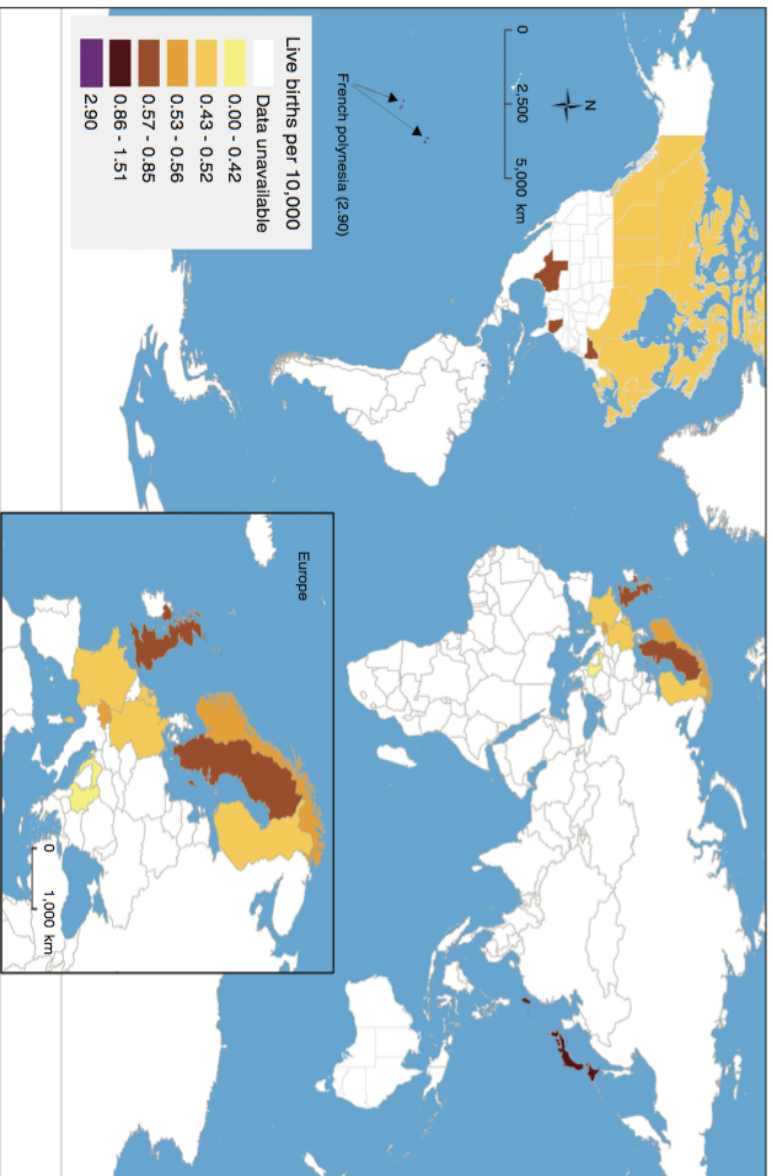 N
0 2,500 5,000 km
French polynesia (2.90)
Live births per 10,000
Data unavailable
0.00 - 0.42
0.43 - 0.52
0.53 - 0.56
0.57 - 0.85
0.86 - 1.51
2.90
Europe
0 1,000 km